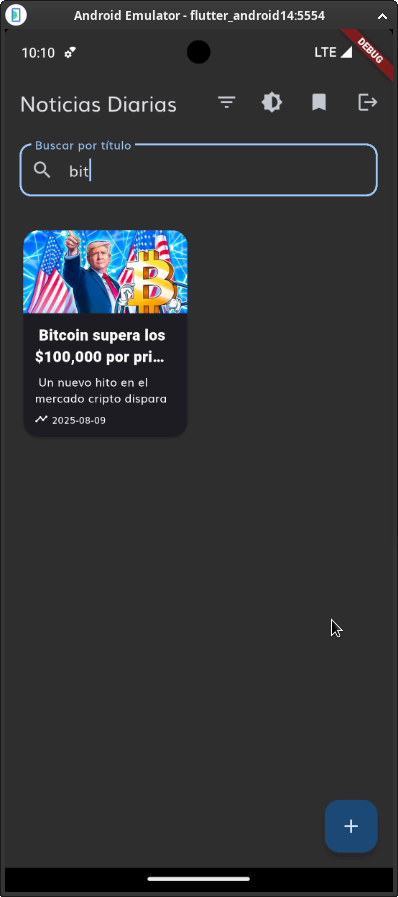 Android Emulator - flutter_android14:5554
10:10
LTE
DEBUG
Noticias Diarias
Buscar por título
bit
Bitcoin supera los
$100,000 por pri...
Un nuevo hito en el
mercado cripto dispara
2025-08-09